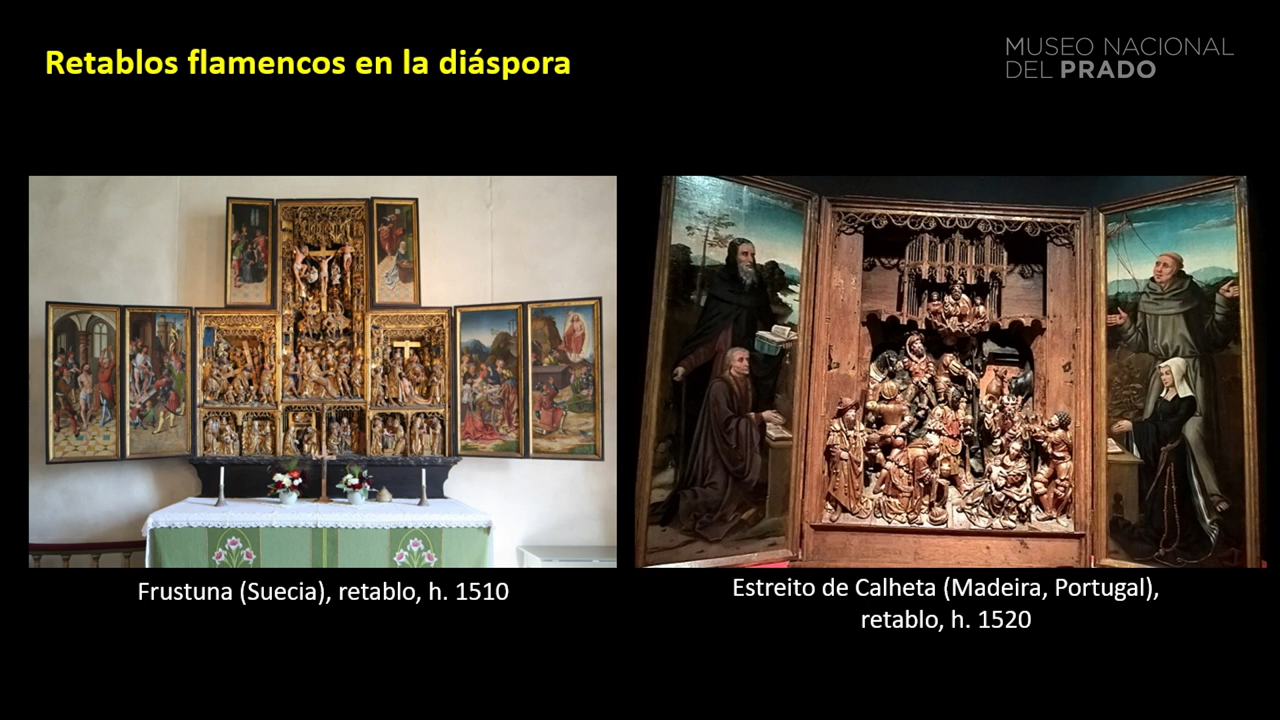 Retablos flamencos en la diáspora
MUSEO NACIONAL
DEL PRADO
Frustuna (Suecia), retablo, h. 1510
Estreito de Calheta (Madeira, Portugal),
retablo, h. 1520